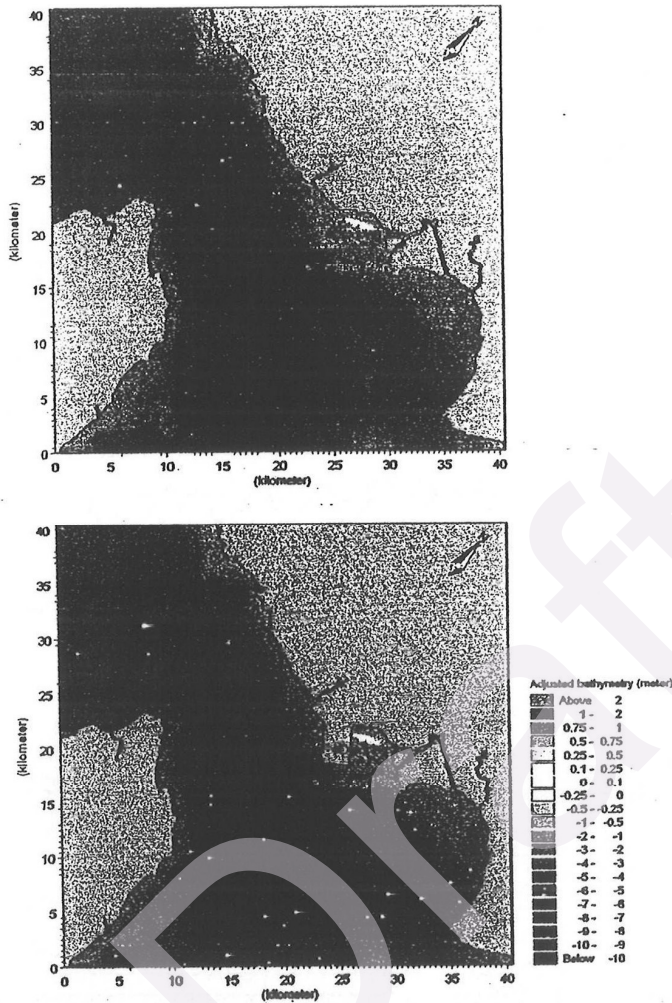 40
35
30
25
20
15
10
5
0
(kilometer)
0 5 10 15 20 25 30 35 40
(kilometer)
40
35
30
25
20
15
10
5
0
(kilometer)
0 5 10 15 20 25 30 35 40
(kilometer)
Adjusted bathymetry (meter)
Above 2
1 - 2
0.75 - 1
0.5 - 0.75
0.25 - 0.5
0.1 - 0.25
0 - 0.1
-0.25 - 0
-0.5 - -0.25
-1 - -0.5
-2 - -1
-3 - -2
-4 - -3
-5 - -4
-6 - -5
-7 - -6
-8 - -7
-9 - -8
-10 - -9
Below -10
Draft